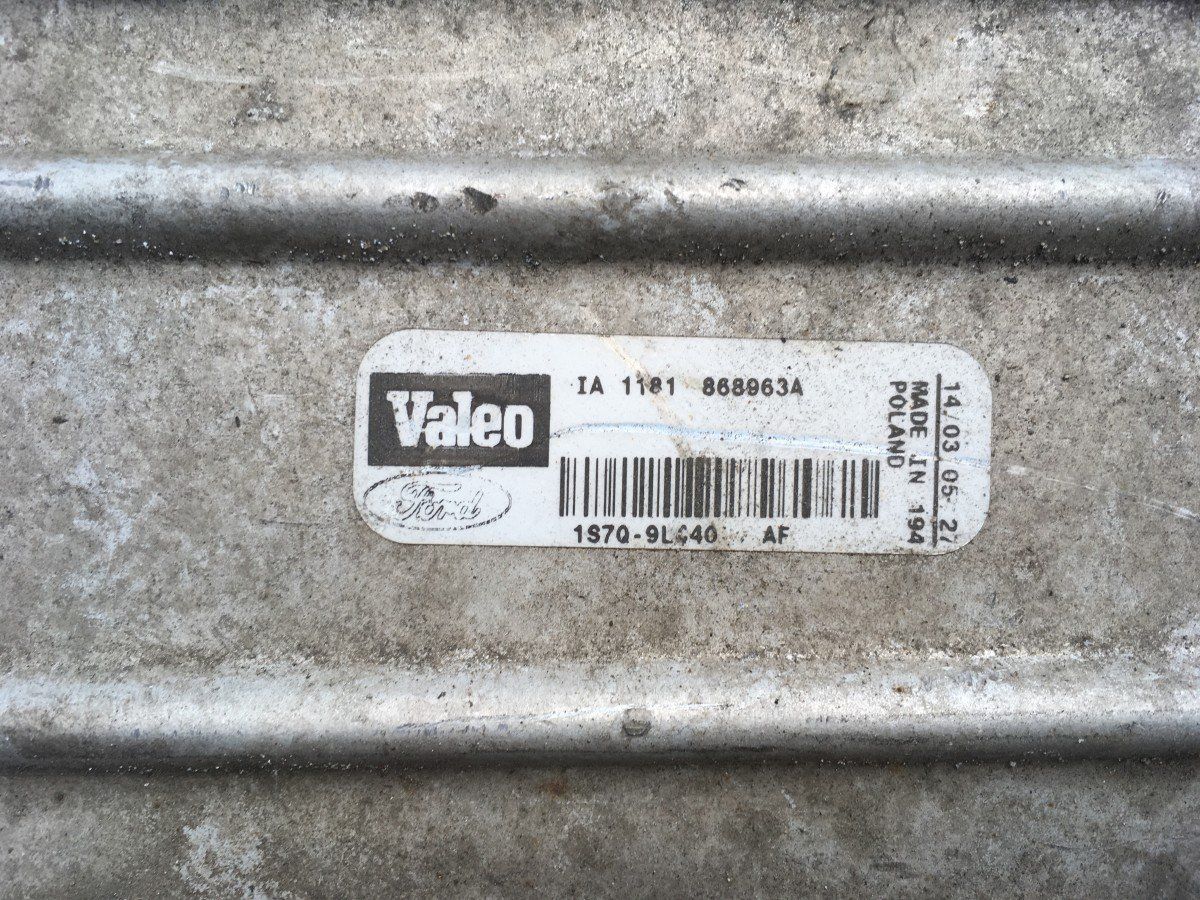 IA 1181 868963A
Valeo
Ford
1S7Q-9L440 AF
14/03 05 27
MADE IN 194
POLAND